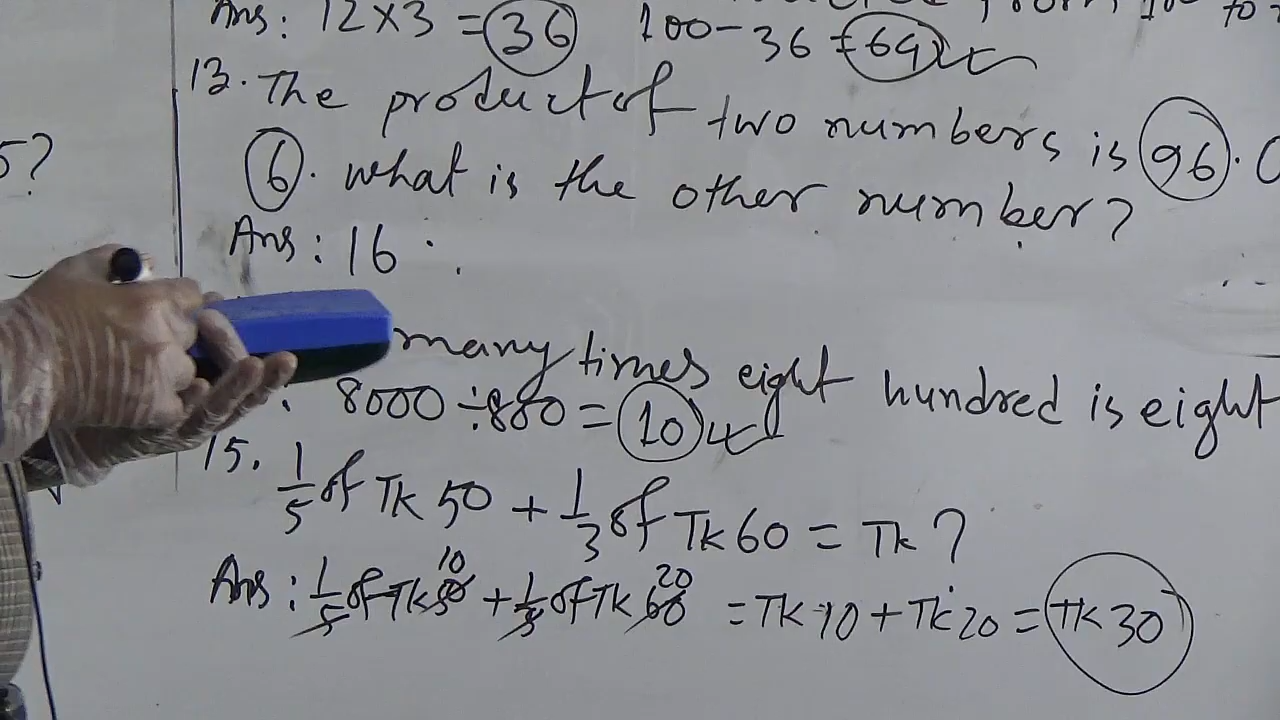 Ans: 12×3 = 36 100-36 = 64
13. The product of two numbers is 96.
6. what is the other number?
Ans: 16
5?
many times eight hundred is eight
: 8000 ÷ 800 = 10
15. 1/5 of TK 50 + 1/3 of TK 60 = TK ?
Ans: 1/5 of TK 50 10 + 1/3 of TK 60 20 = TK 10 + TK 20 = TK 30